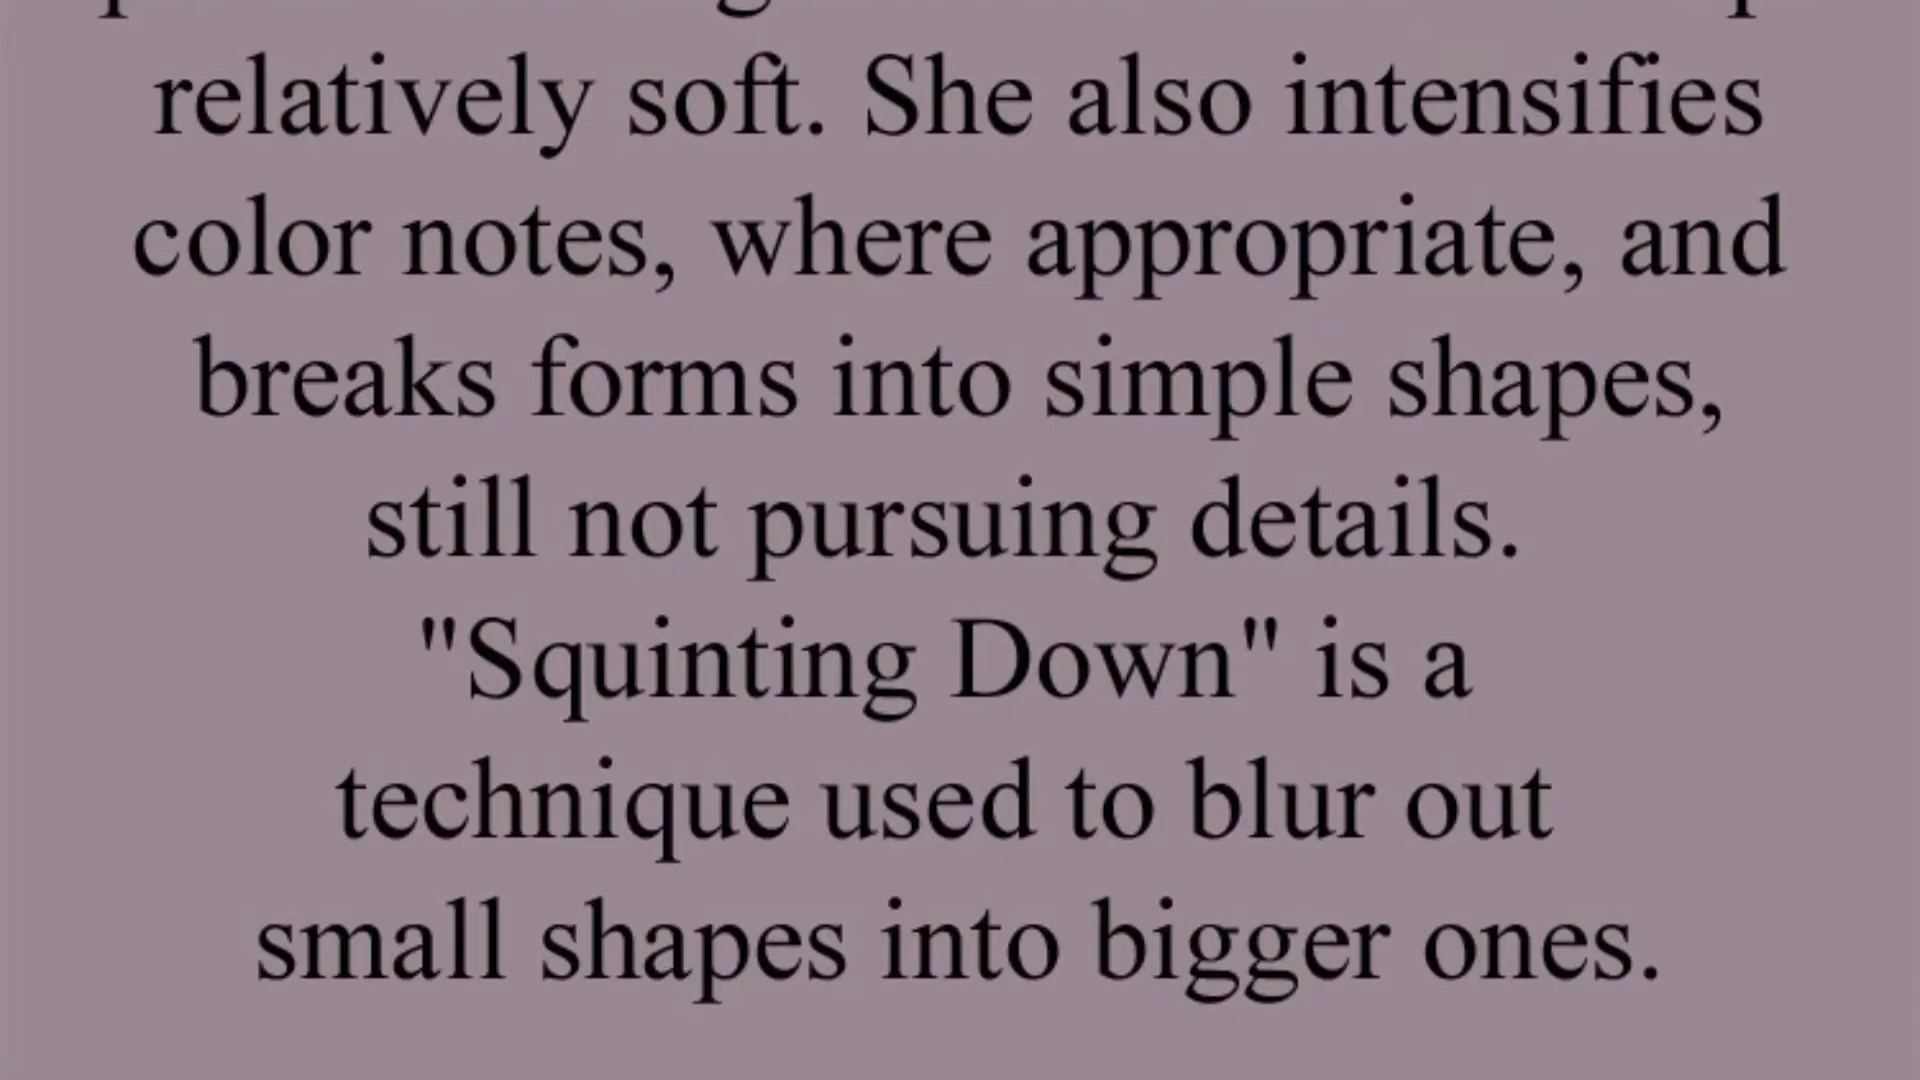 relatively soft. She also intensifies
color notes, where appropriate, and
breaks forms into simple shapes,
still not pursuing details.
"Squinting Down" is a
technique used to blur out
small shapes into bigger ones.